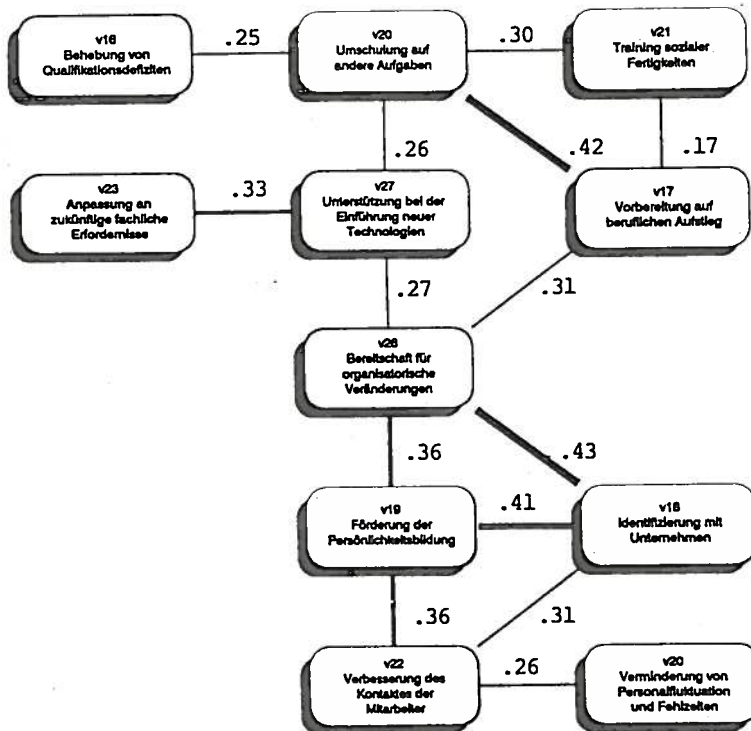 v16
Behebung von
Qualifikationsdefiziten
.25
v20
Umschulung auf
andere Aufgaben
.30
v21
Training sozialer
Fertigkeiten
.26
.42
.17
v23
Anpassung an
zukünftige fachliche
Erfordernisse
.33
v27
Unterstützung bei der
Einführung neuer
Technologien
v17
Vorbereitung auf
beruflichen Aufstieg
.27
.31
v26
Bereitschaft für
organisatorische
Veränderungen
.36
.43
v19
Förderung der
Persönlichkeitsbildung
.41
v18
Identifizierung mit
Unternehmen
.36
.31
v22
Verbesserung des
Kontaktes der
Mitarbeiter
.26
v20
Verminderung von
Personalfluktuation
und Fehlzeiten